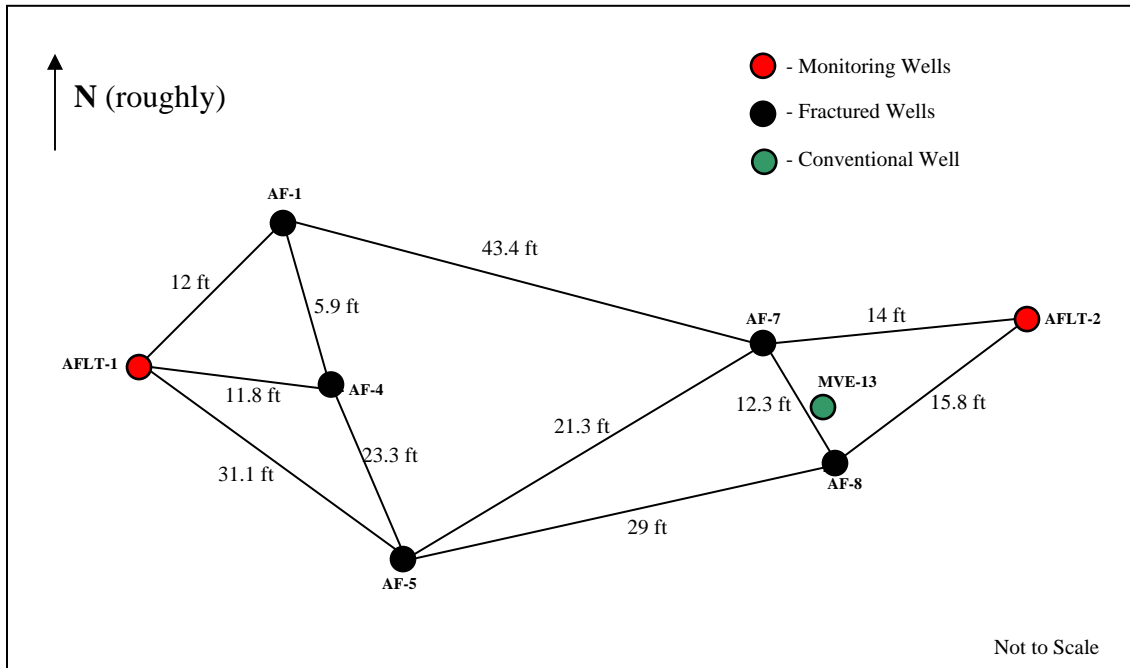 N (roughly)
- Monitoring Wells
- Fractured Wells
- Conventional Well
AF-1
43.4 ft
12 ft
5.9 ft
AF-7
14 ft
AFLT-2
AFLT-1
11.8 ft
AF-4
MVE-13
12.3 ft
15.8 ft
21.3 ft
23.3 ft
31.1 ft
AF-8
29 ft
AF-5
Not to Scale